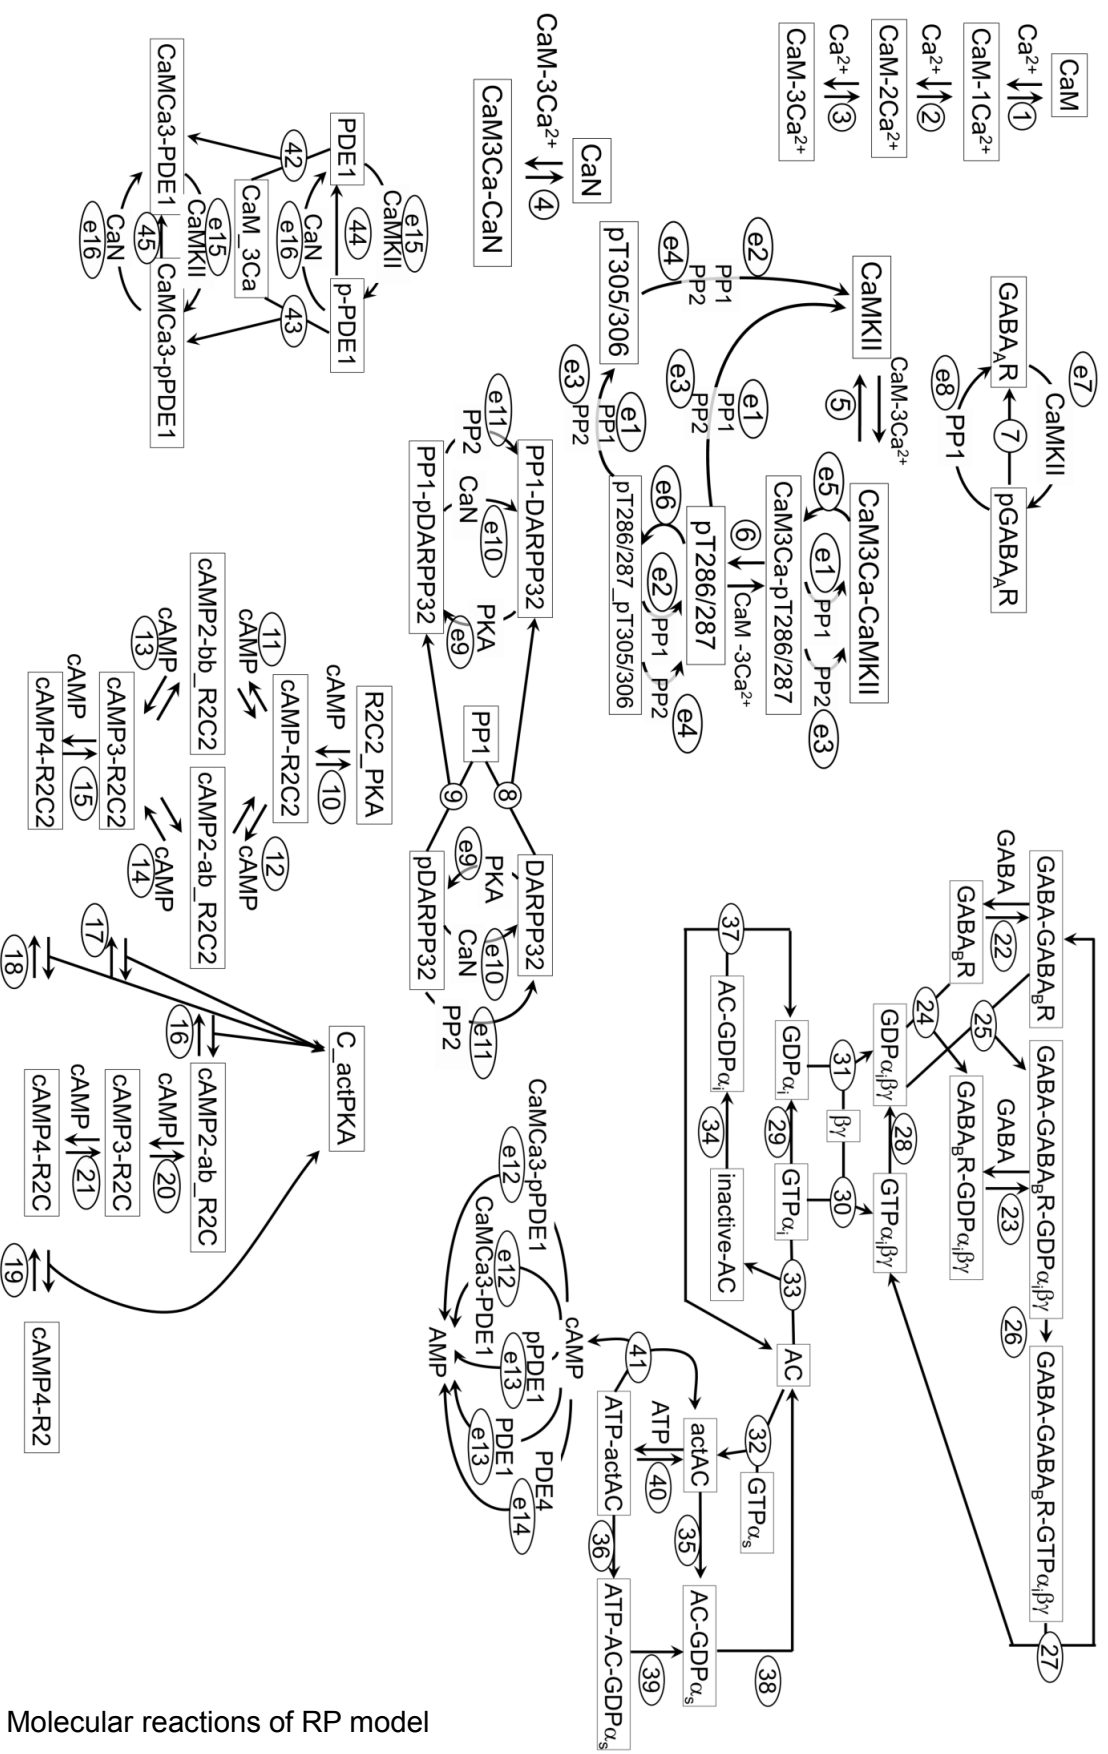 CaM
Ca2+
1
CaM-1Ca2+
Ca2+
2
CaM-2Ca2+
Ca2+
3
CaM-3Ca2+
CaN
CaM-3Ca2+
4
CaM3Ca-CaN
PDE1
e15
CaMKII
44
CaN
e16
p-PDE1
42
CaM_3Ca
43
e15
CaMKII
CaMCa3-PDE1
45
CaMCa3-pPDE1
CaN
e16
e7
CaMKII
GABAAR
7
pGABAAR
PP1
e8
CaMKII
CaM-3Ca2+
5
CaM3Ca-CaMKII
e5
e1
PP1
PP2
e3
CaM3Ca-pT286/287
6
CaM -3Ca2+
e2
PP1
PP2
e4
e1
PP1
PP2
e3
pT286/287
e6
e2
PP1
PP2
e4
pT305/306
e1
PP1
PP2
e3
pT286/287_pT305/306
PP1-DARPP32
e11
PP2
CaN
e10
PKA
e9
PP1-pDARPP32
8
PP1
9
DARPP32
e9
PKA
CaN
e10
PP2
e11
pDARPP32
R2C2_PKA
cAMP
10
cAMP-R2C2
11
cAMP
12
cAMP
cAMP2-bb_R2C2
cAMP2-ab_R2C2
cAMP
13
cAMP
14
cAMP3-R2C2
cAMP
15
cAMP4-R2C2
C_actPKA
16
17
18
19
cAMP2-ab_R2C
cAMP
20
cAMP3-R2C
cAMP
21
cAMP4-R2C
cAMP4-R2
GABA-GABABR
GABA-GABABR-GDPαiβγ
26
GABA-GABABR-GTPαiβγ
27
GABA
22
25
GABA
23
GABABR
24
GABABR-GDPαiβγ
GDPαiβγ
28
GTPαiβγ
31
βγ
30
GDPαi
29
GTPαi
33
AC
37
AC-GDPαi
34
inactive-AC
32
GTPαs
38
actAC
35
AC-GDPαs
ATP
40
39
41
ATP-actAC
36
ATP-AC-GDPαs
cAMP
CaMCa3-pPDE1
e12
CaMCa3-PDE1
e12
pPDE1
e13
PDE1
e13
PDE4
e14
AMP
Molecular reactions of RP model